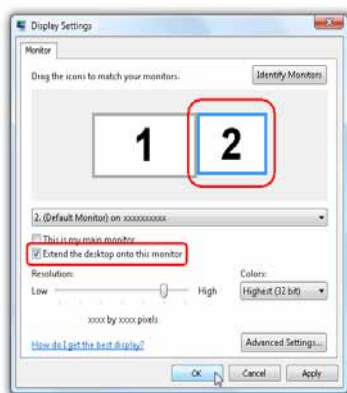 Display Settings
Monitor
Drag the icons to match your monitors.
Identify Monitors
1
2
2. (Default Monitor) on xxxxxxxxxx
This is my main monitor
Extend the desktop onto this monitor
Resolution:
Colors:
Low
High
Highest (32 bit)
xxxx by xxxx pixels
How do I get the best display?
Advanced Settings...
OK
Cancel
Apply